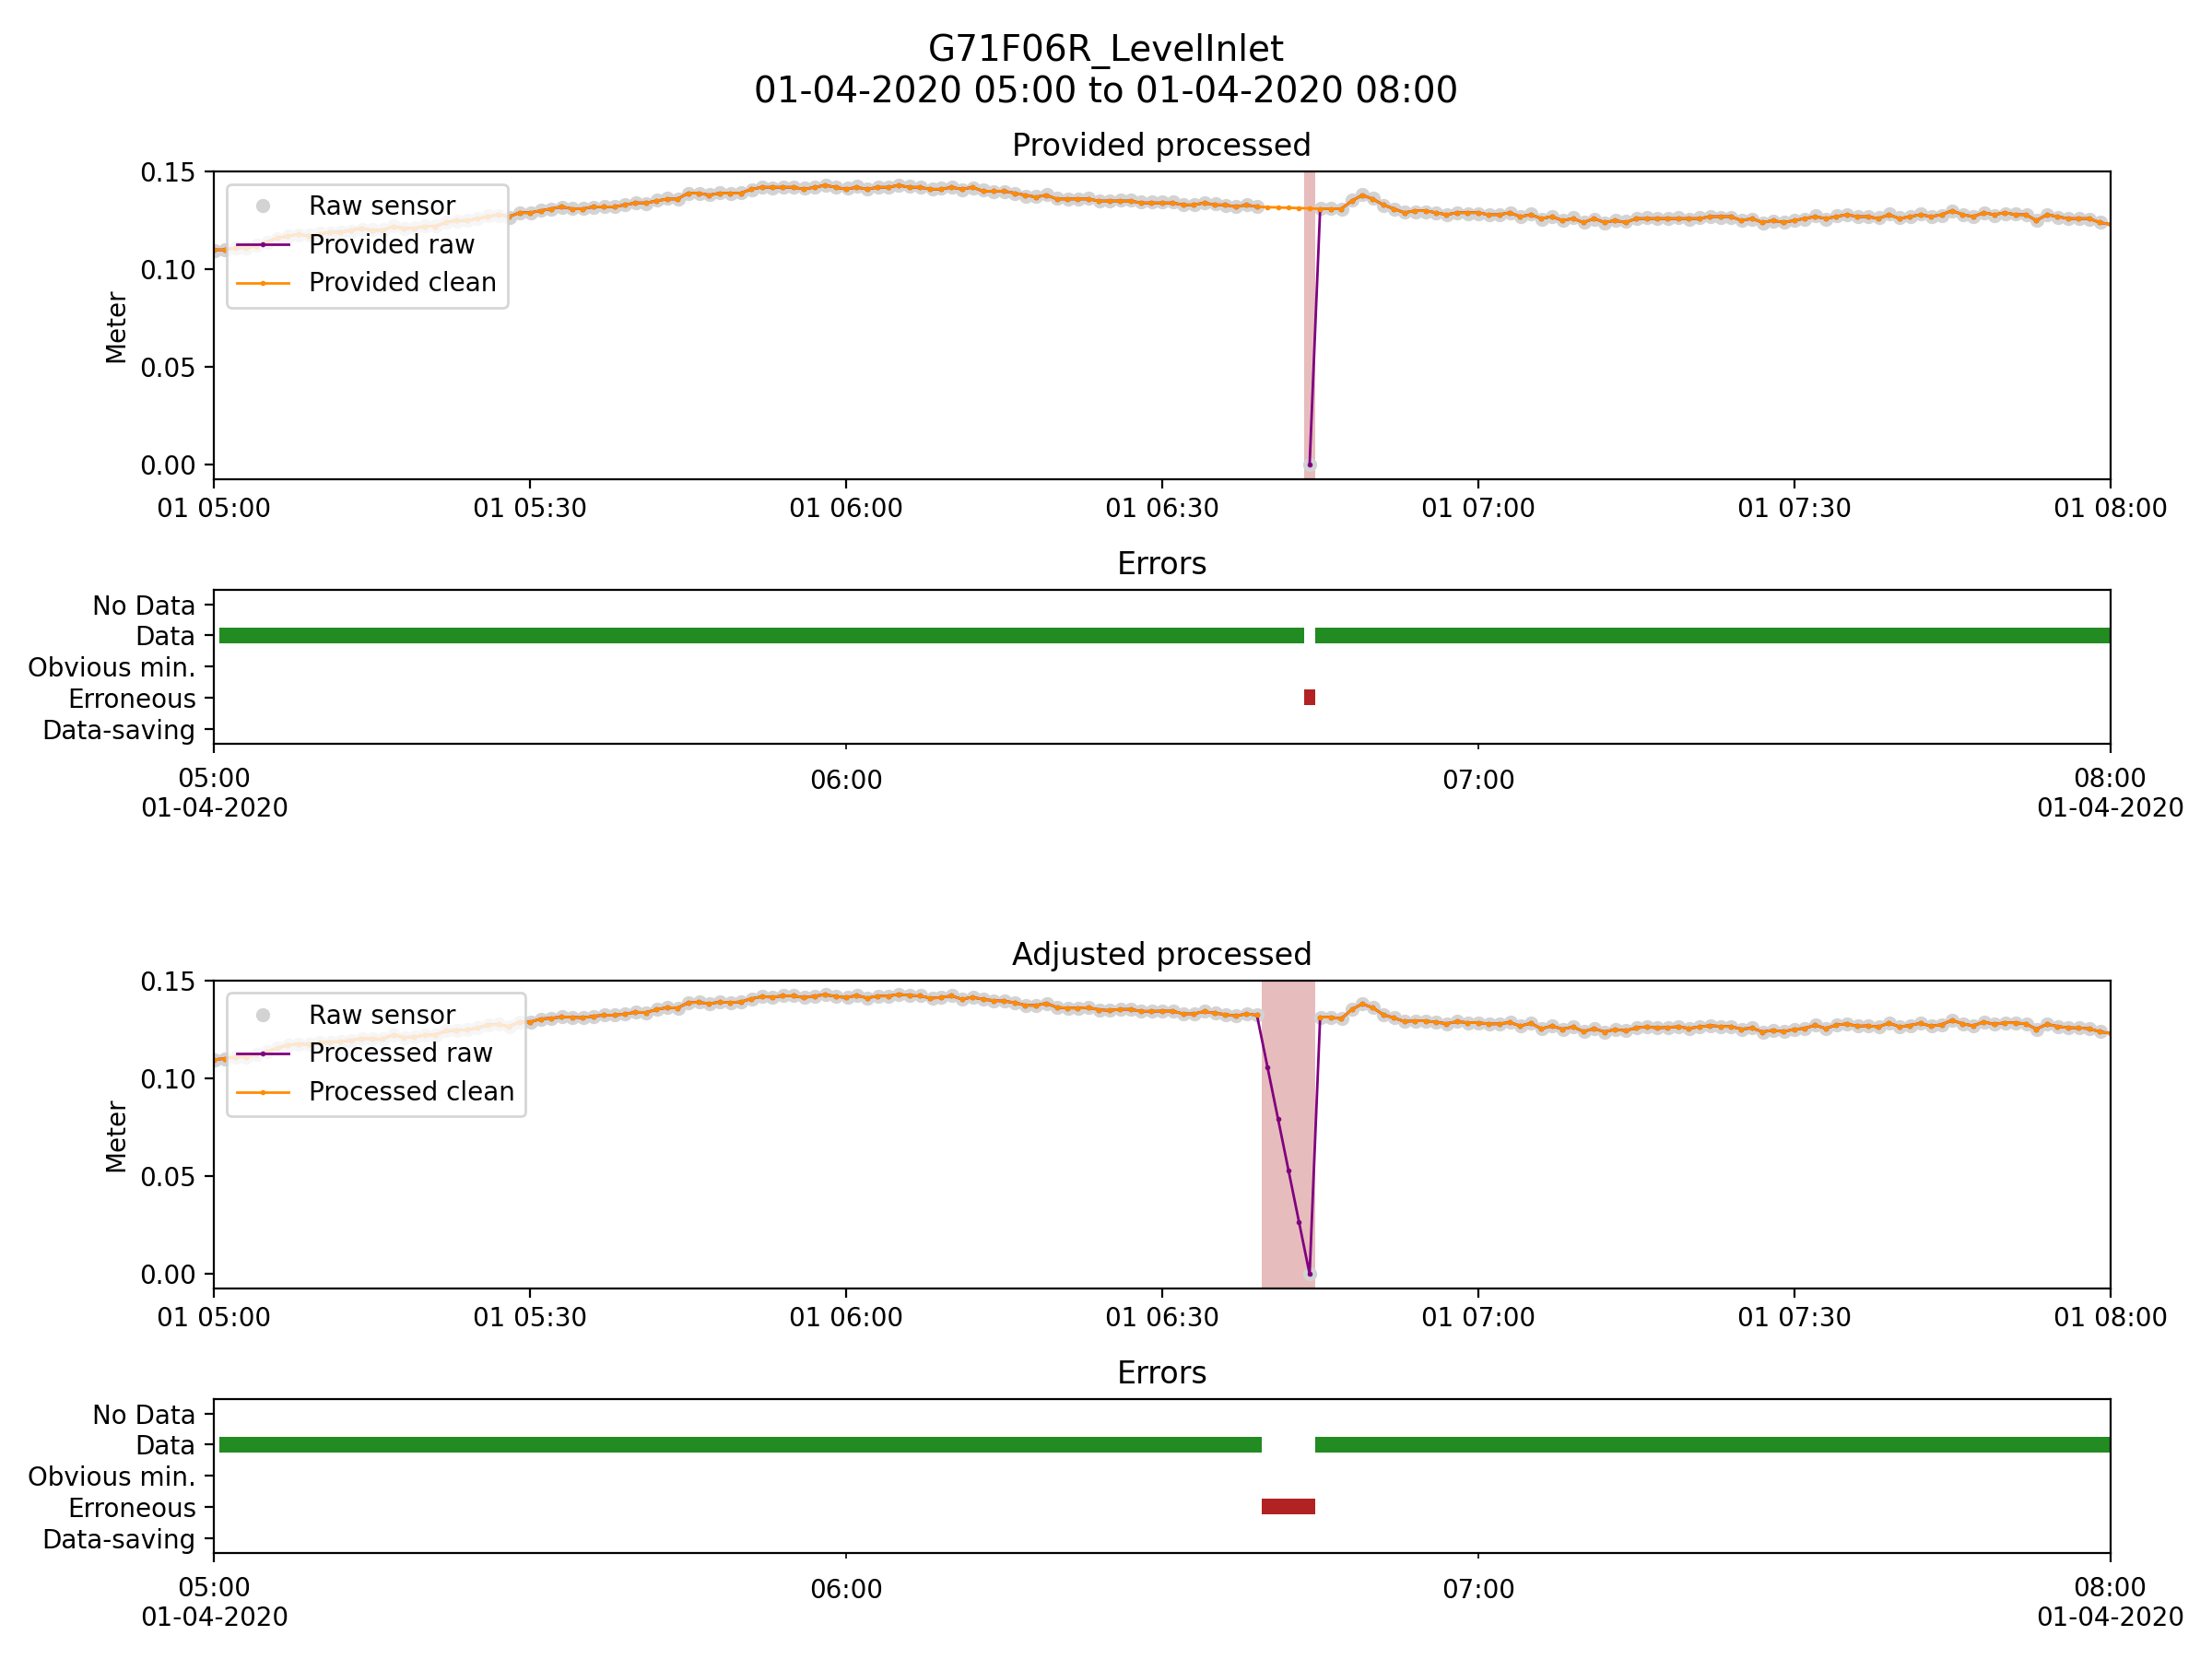 G71F06R_LevelInlet
01-04-2020 05:00 to 01-04-2020 08:00
Provided processed
Meter
0.15
0.10
0.05
0.00
Raw sensor
Provided raw
Provided clean
01 05:00 01 05:30 01 06:00 01 06:30 01 07:00 01 07:30 01 08:00
Errors
No Data
Data
Obvious min.
Erroneous
Data-saving
05:00 06:00 07:00 08:00
01-04-2020 01-04-2020
Adjusted processed
Meter
0.15
0.10
0.05
0.00
Raw sensor
Processed raw
Processed clean
01 05:00 01 05:30 01 06:00 01 06:30 01 07:00 01 07:30 01 08:00
Errors
No Data
Data
Obvious min.
Erroneous
Data-saving
05:00 06:00 07:00 08:00
01-04-2020 01-04-2020